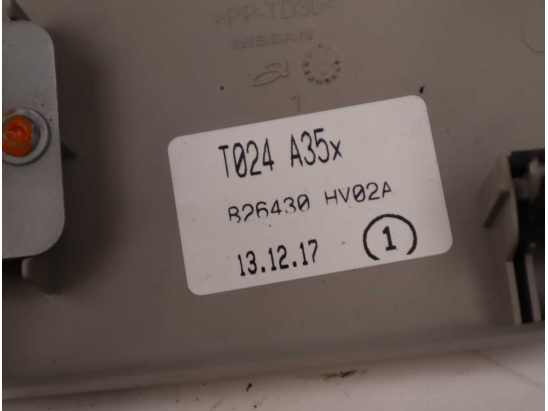 >PP-TD30<
NISSAN
T024 A35x
B26430 HV02A
13.12.17 1